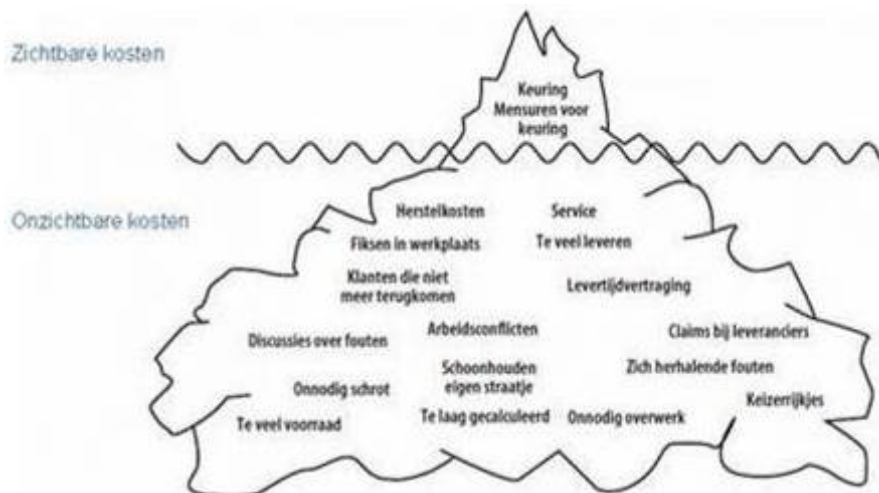 Zichtbare kosten
Keuring
Mensuren voor
keuring
Onzichtbare kosten
Herstelkosten
Service
Fiksen in werkplaats
Te veel leveren
Klanten die niet
meer terugkomen
Levertijdvertraging
Discussies over fouten
Arbeidsconflicten
Claims bij leveranciers
Schoonhouden
eigen straatje
Zich herhalende fouten
Onnodig schrot
Keizerrijkjes
Te veel voorraad
Te laag gecalculeerd
Onnodig overwerk